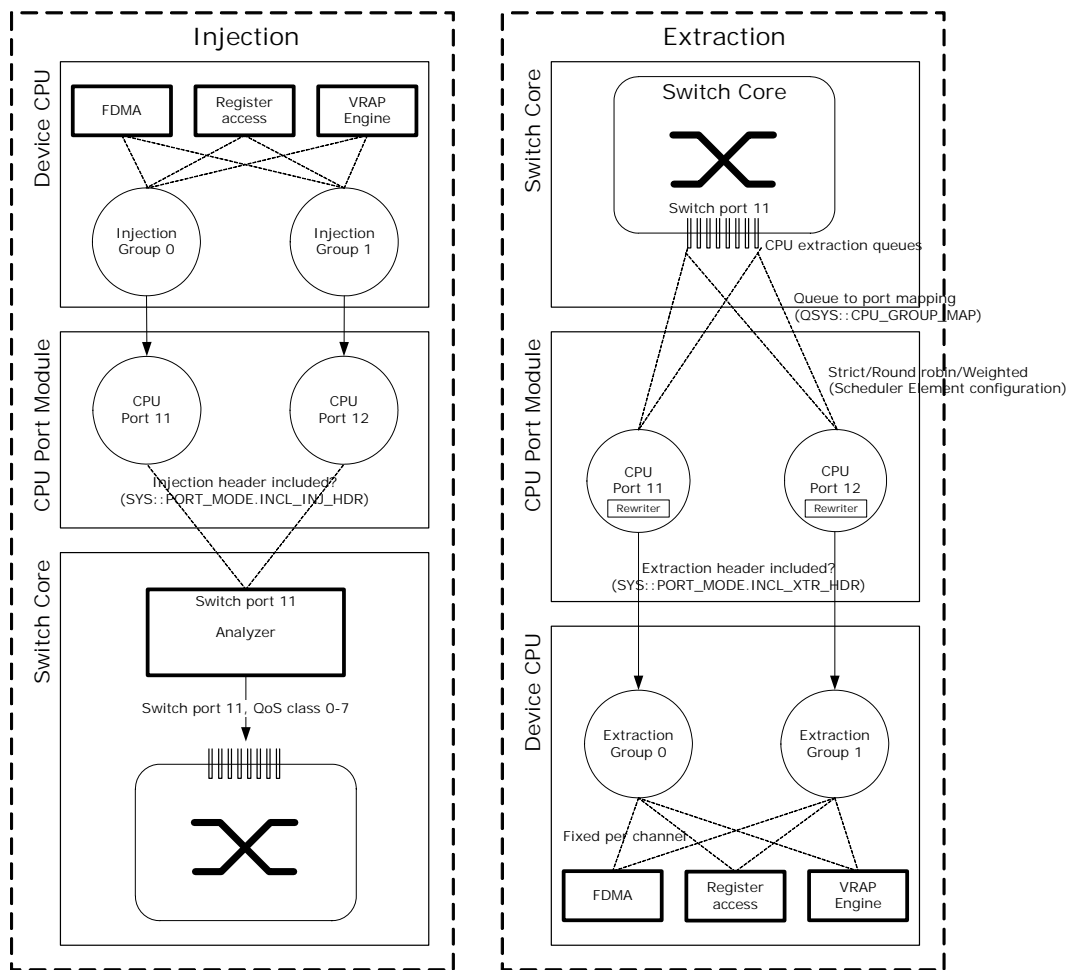 Injection
Device CPU
FDMA
Register
access
VRAP
Engine
Injection
Group 0
Injection
Group 1
CPU Port Module
CPU
Port 11
CPU
Port 12
Injection header included?
(SYS::PORT_MODE.INCL_INJ_HDR)
Switch Core
Switch port 11
Analyzer
Switch port 11, QoS class 0-7
Extraction
Switch Core
Switch Core
Switch port 11
CPU extraction queues
Queue to port mapping
(QSYS::CPU_GROUP_MAP)
CPU Port Module
Strict/Round robin/Weighted
(Scheduler Element configuration)
CPU
Port 11
Rewriter
CPU
Port 12
Rewriter
Extraction header included?
(SYS::PORT_MODE.INCL_XTR_HDR)
Device CPU
Extraction
Group 0
Extraction
Group 1
Fixed per channel
FDMA
Register
access
VRAP
Engine